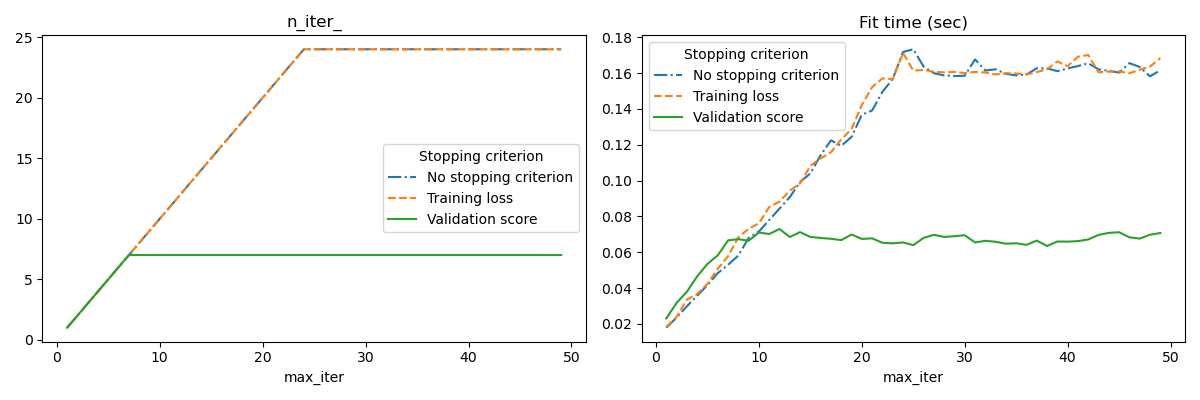 n_iter_
25
20
15
10
5
0
Stopping criterion
No stopping criterion
Training loss
Validation score
0 10 20 30 40 50
max_iter
Fit time (sec)
0.18
0.16
0.14
0.12
0.10
0.08
0.06
0.04
0.02
Stopping criterion
No stopping criterion
Training loss
Validation score
0 10 20 30 40 50
max_iter